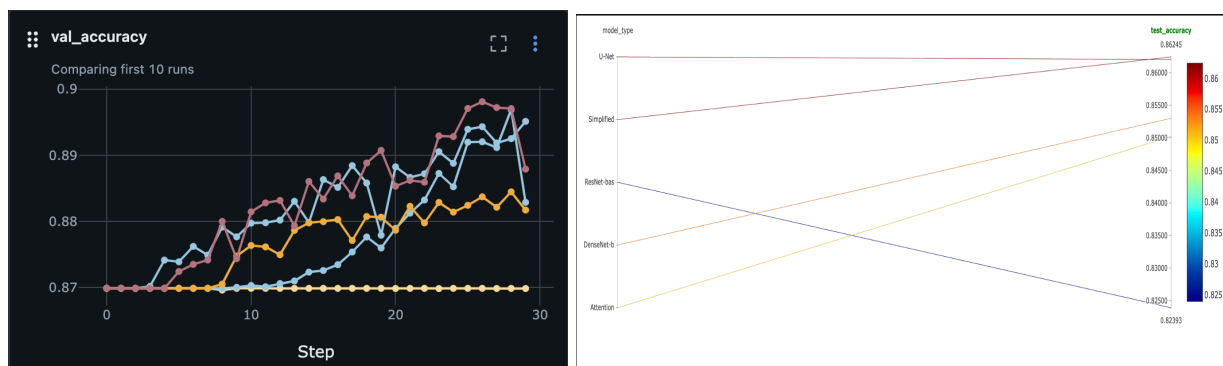 val_accuracy
Comparing first 10 runs
0.9
0.89
0.88
0.87
0
10
20
30
Step
model_type
test_accuracy
0.86245
U-Net
Simplified
ResNet-bas
DenseNet-b
Attention
0.86000
0.85500
0.85000
0.84500
0.84000
0.83500
0.83000
0.82500
0.82393
0.86
0.855
0.85
0.845
0.84
0.835
0.83
0.825